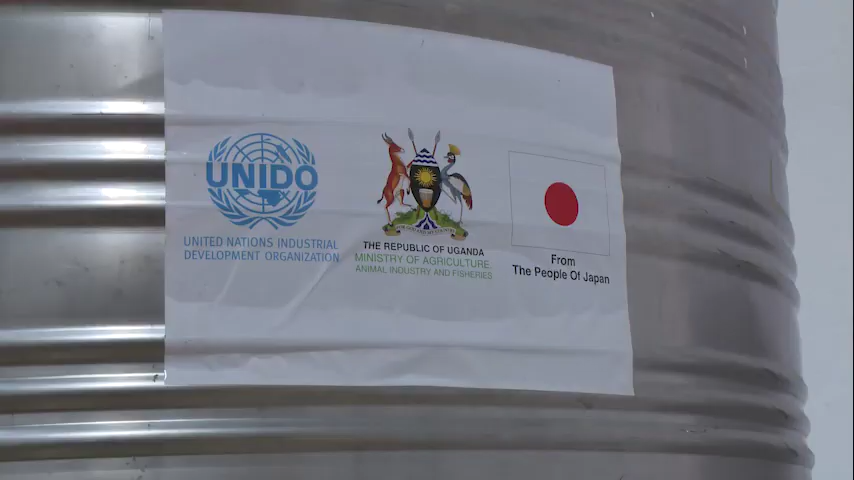 UNIDO
UNITED NATIONS INDUSTRIAL
DEVELOPMENT ORGANIZATION
THE REPUBLIC OF UGANDA
MINISTRY OF AGRICULTURE,
ANIMAL INDUSTRY AND FISHERIES
From
The People Of Japan